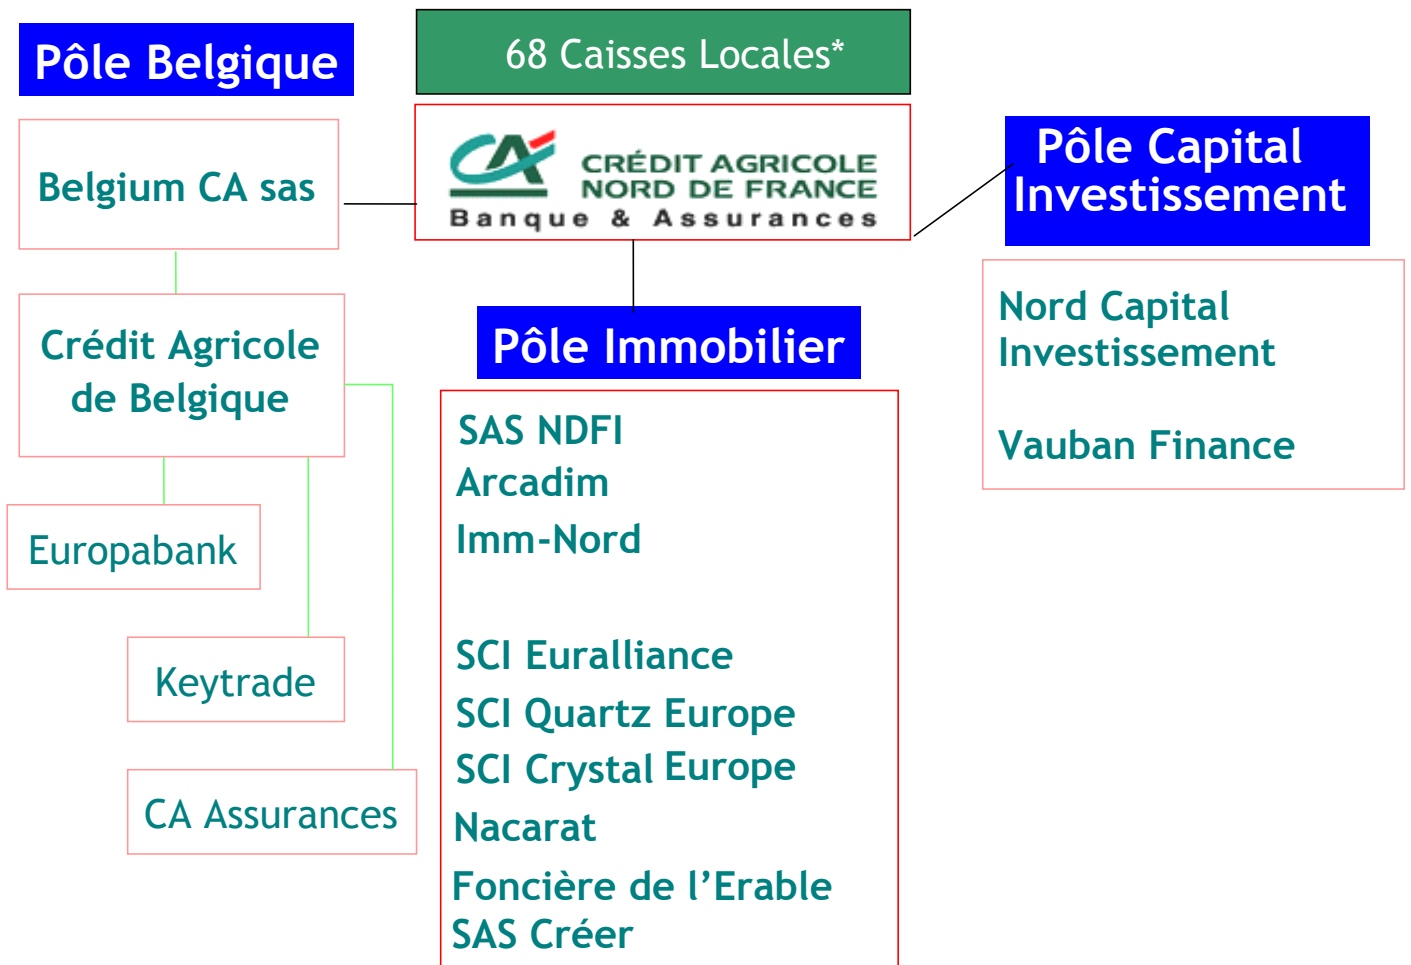 Pôle Belgique
68 Caisses Locales*
Belgium CA sas
CA
CRÉDIT AGRICOLE
NORD DE FRANCE
Banque & Assurances
Pôle Capital
Investissement
Crédit Agricole
de Belgique
Europabank
Keytrade
CA Assurances
Pôle Immobilier
SAS NDFI
Arcadim
Imm-Nord
SCI Euralliance
SCI Quartz Europe
SCI Crystal Europe
Nacarat
Foncière de l’Erable
SAS Créer
Nord Capital
Investissement
Vauban Finance